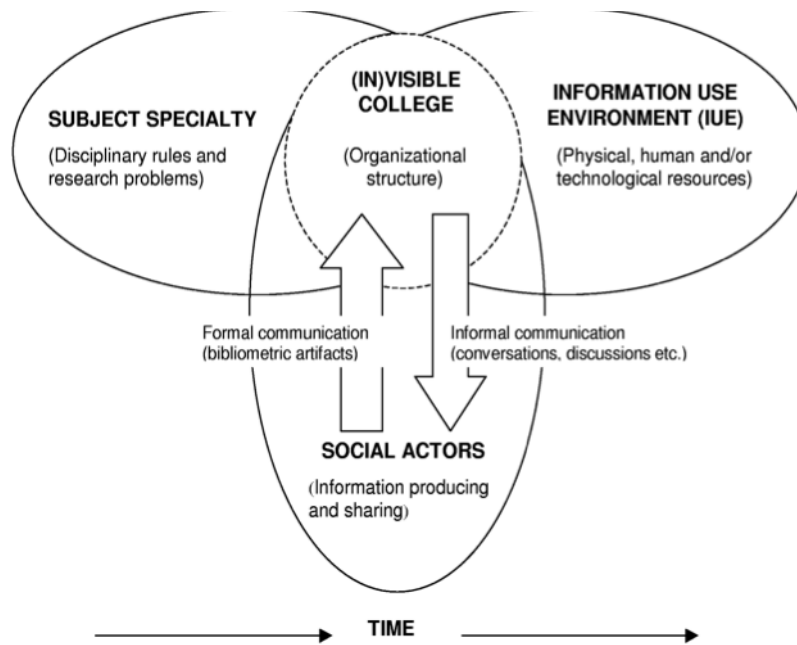 (IN)VISIBLE
COLLEGE
(Organizational
structure)
SUBJECT SPECIALTY
(Disciplinary rules and
research problems)
INFORMATION USE
ENVIRONMENT (IUE)
(Physical, human and/or
technological resources)
Formal communication
(bibliometric artifacts)
Informal communication
(conversations, discussions etc.)
SOCIAL ACTORS
(Information producing
and sharing)
TIME